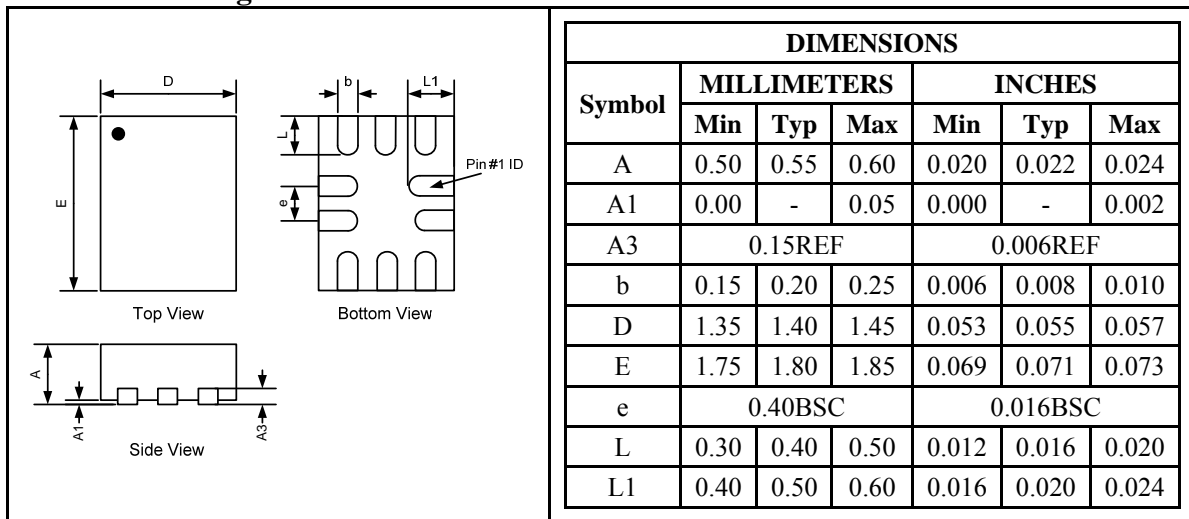 D
E
Top View
b
L1
L
e
Pin #1 ID
Bottom View
A
A1
A3
Side View
DIMENSIONS
Symbol MILLIMETERS INCHES
Min Typ Max Min Typ Max
A 0.50 0.55 0.60 0.020 0.022 0.024
A1 0.00 - 0.05 0.000 - 0.002
A3 0.15REF 0.006REF
b 0.15 0.20 0.25 0.006 0.008 0.010
D 1.35 1.40 1.45 0.053 0.055 0.057
E 1.75 1.80 1.85 0.069 0.071 0.073
e 0.40BSC 0.016BSC
L 0.30 0.40 0.50 0.012 0.016 0.020
L1 0.40 0.50 0.60 0.016 0.020 0.024